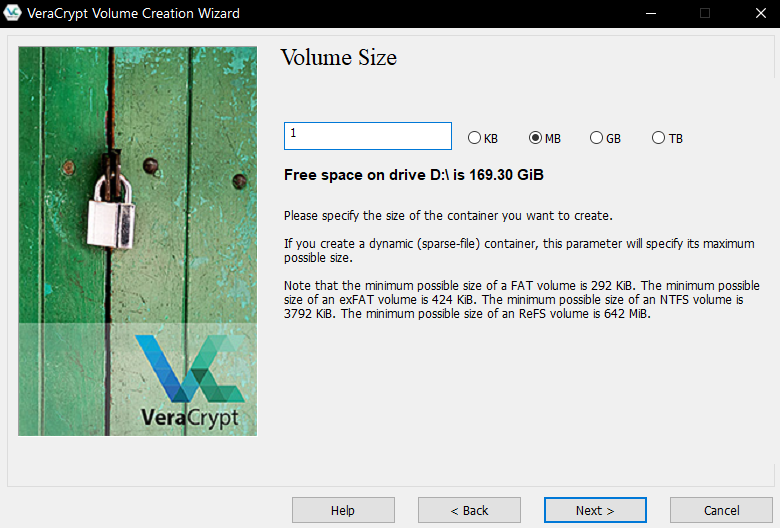 VeraCrypt Volume Creation Wizard
Volume Size
1
KB
MB
GB
TB
Free space on drive D:\ is 169.30 GiB
Please specify the size of the container you want to create.
If you create a dynamic (sparse-file) container, this parameter will specify its maximum
possible size.
Note that the minimum possible size of a FAT volume is 292 KiB. The minimum possible
size of an exFAT volume is 424 KiB. The minimum possible size of an NTFS volume is
3792 KiB. The minimum possible size of an ReFS volume is 642 MiB.
VeraCrypt
Help
< Back
Next >
Cancel